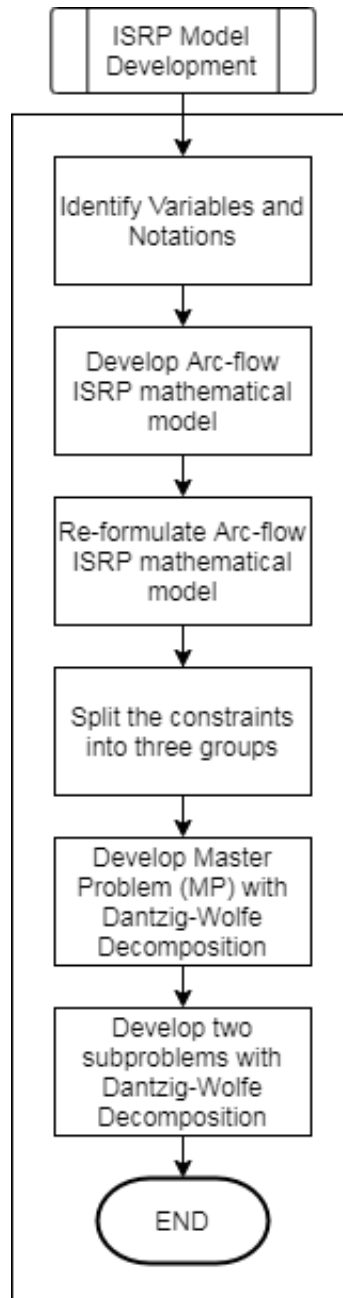 ISRP Model
Development
Identify Variables and
Notations
Develop Arc-flow
ISRP mathematical
model
Re-formulate Arc-flow
ISRP mathematical
model
Split the constraints
into three groups
Develop Master
Problem (MP) with
Dantzig-Wolfe
Decomposition
Develop two
subproblems with
Dantzig-Wolfe
Decomposition
END